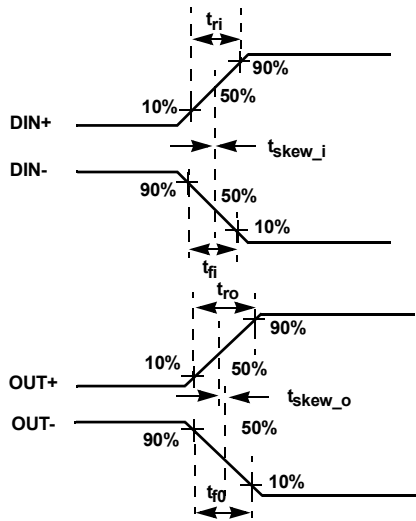 tri
90%
10%
50%
DIN+
tskew_i
DIN-
90%
50%
10%
tfi
tro
90%
10%
50%
OUT+
tskew_o
OUT-
50%
90%
10%
tf0